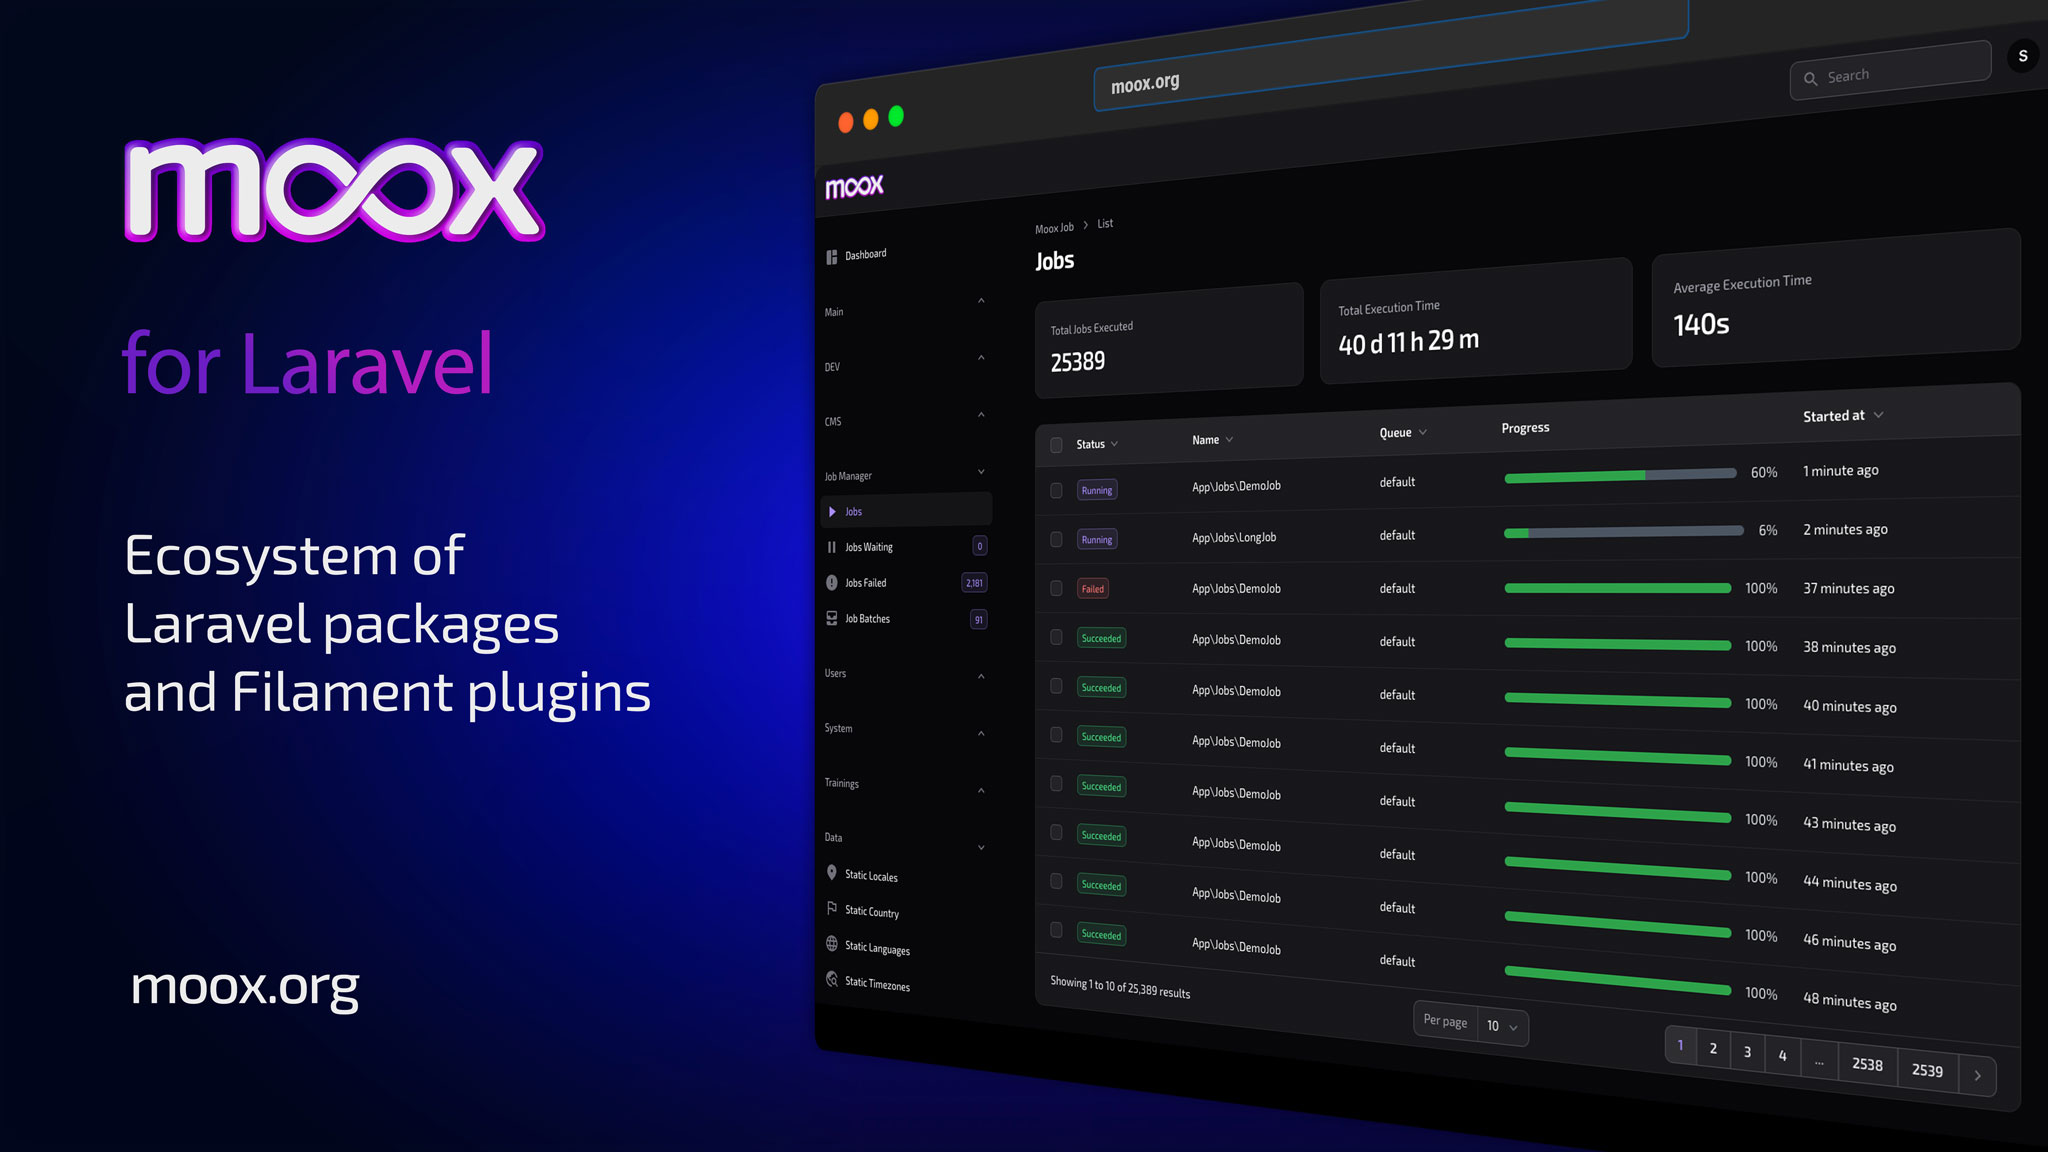 moox
for Laravel
Ecosystem of
Laravel packages
and Filament plugins
moox.org
moox.org
Search
S
moox
Dashboard
Main
DEV
CMS
Job Manager
Jobs
Jobs Waiting 0
Jobs Failed 2,181
Job Batches 91
Users
System
Trainings
Data
Static Locales
Static Country
Static Languages
Static Timezones
Moox Job > List
Jobs
Total Jobs Executed
25389
Total Execution Time
40 d 11 h 29 m
Average Execution Time
140s
Status Name Queue Progress Started at
Running App\Jobs\DemoJob default 60% 1 minute ago
Running App\Jobs\LongJob default 6% 2 minutes ago
Failed App\Jobs\DemoJob default 100% 37 minutes ago
Succeeded App\Jobs\DemoJob default 100% 38 minutes ago
Succeeded App\Jobs\DemoJob default 100% 40 minutes ago
Succeeded App\Jobs\DemoJob default 100% 41 minutes ago
Succeeded App\Jobs\DemoJob default 100% 43 minutes ago
Succeeded App\Jobs\DemoJob default 100% 44 minutes ago
Succeeded App\Jobs\DemoJob default 100% 46 minutes ago
Succeeded App\Jobs\DemoJob default 100% 48 minutes ago
Showing 1 to 10 of 25,389 results
Per page 10
1 2 3 4 ... 2538 2539 >